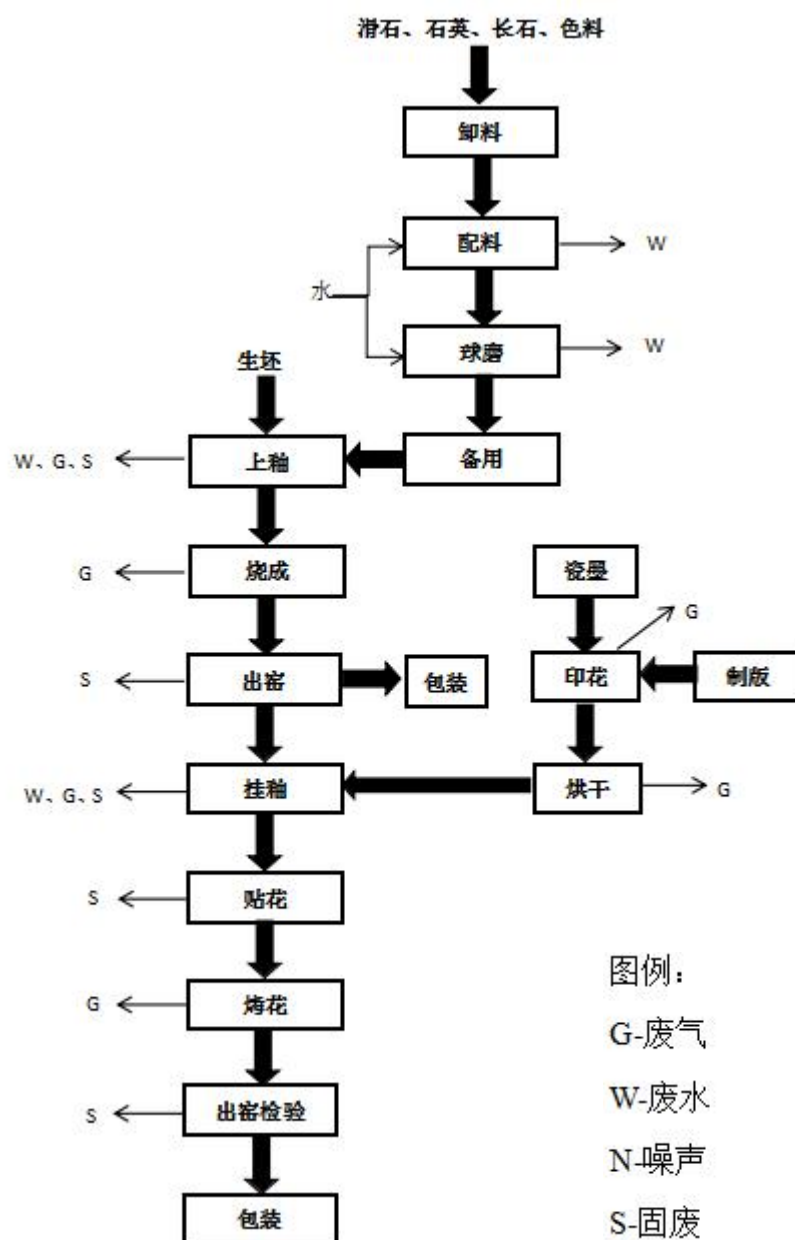 滑石、石英、长石、色料
卸料
配料
W
水
球磨
W
生坯
W、G、S
上釉
备用
G
烧成
瓷墨
G
S
出窑
包装
印花
制版
W、G、S
挂釉
烘干
G
S
贴花
G
烤花
S
出窑检验
包装
图例：
G-废气
W-废水
N-噪声
S-固废